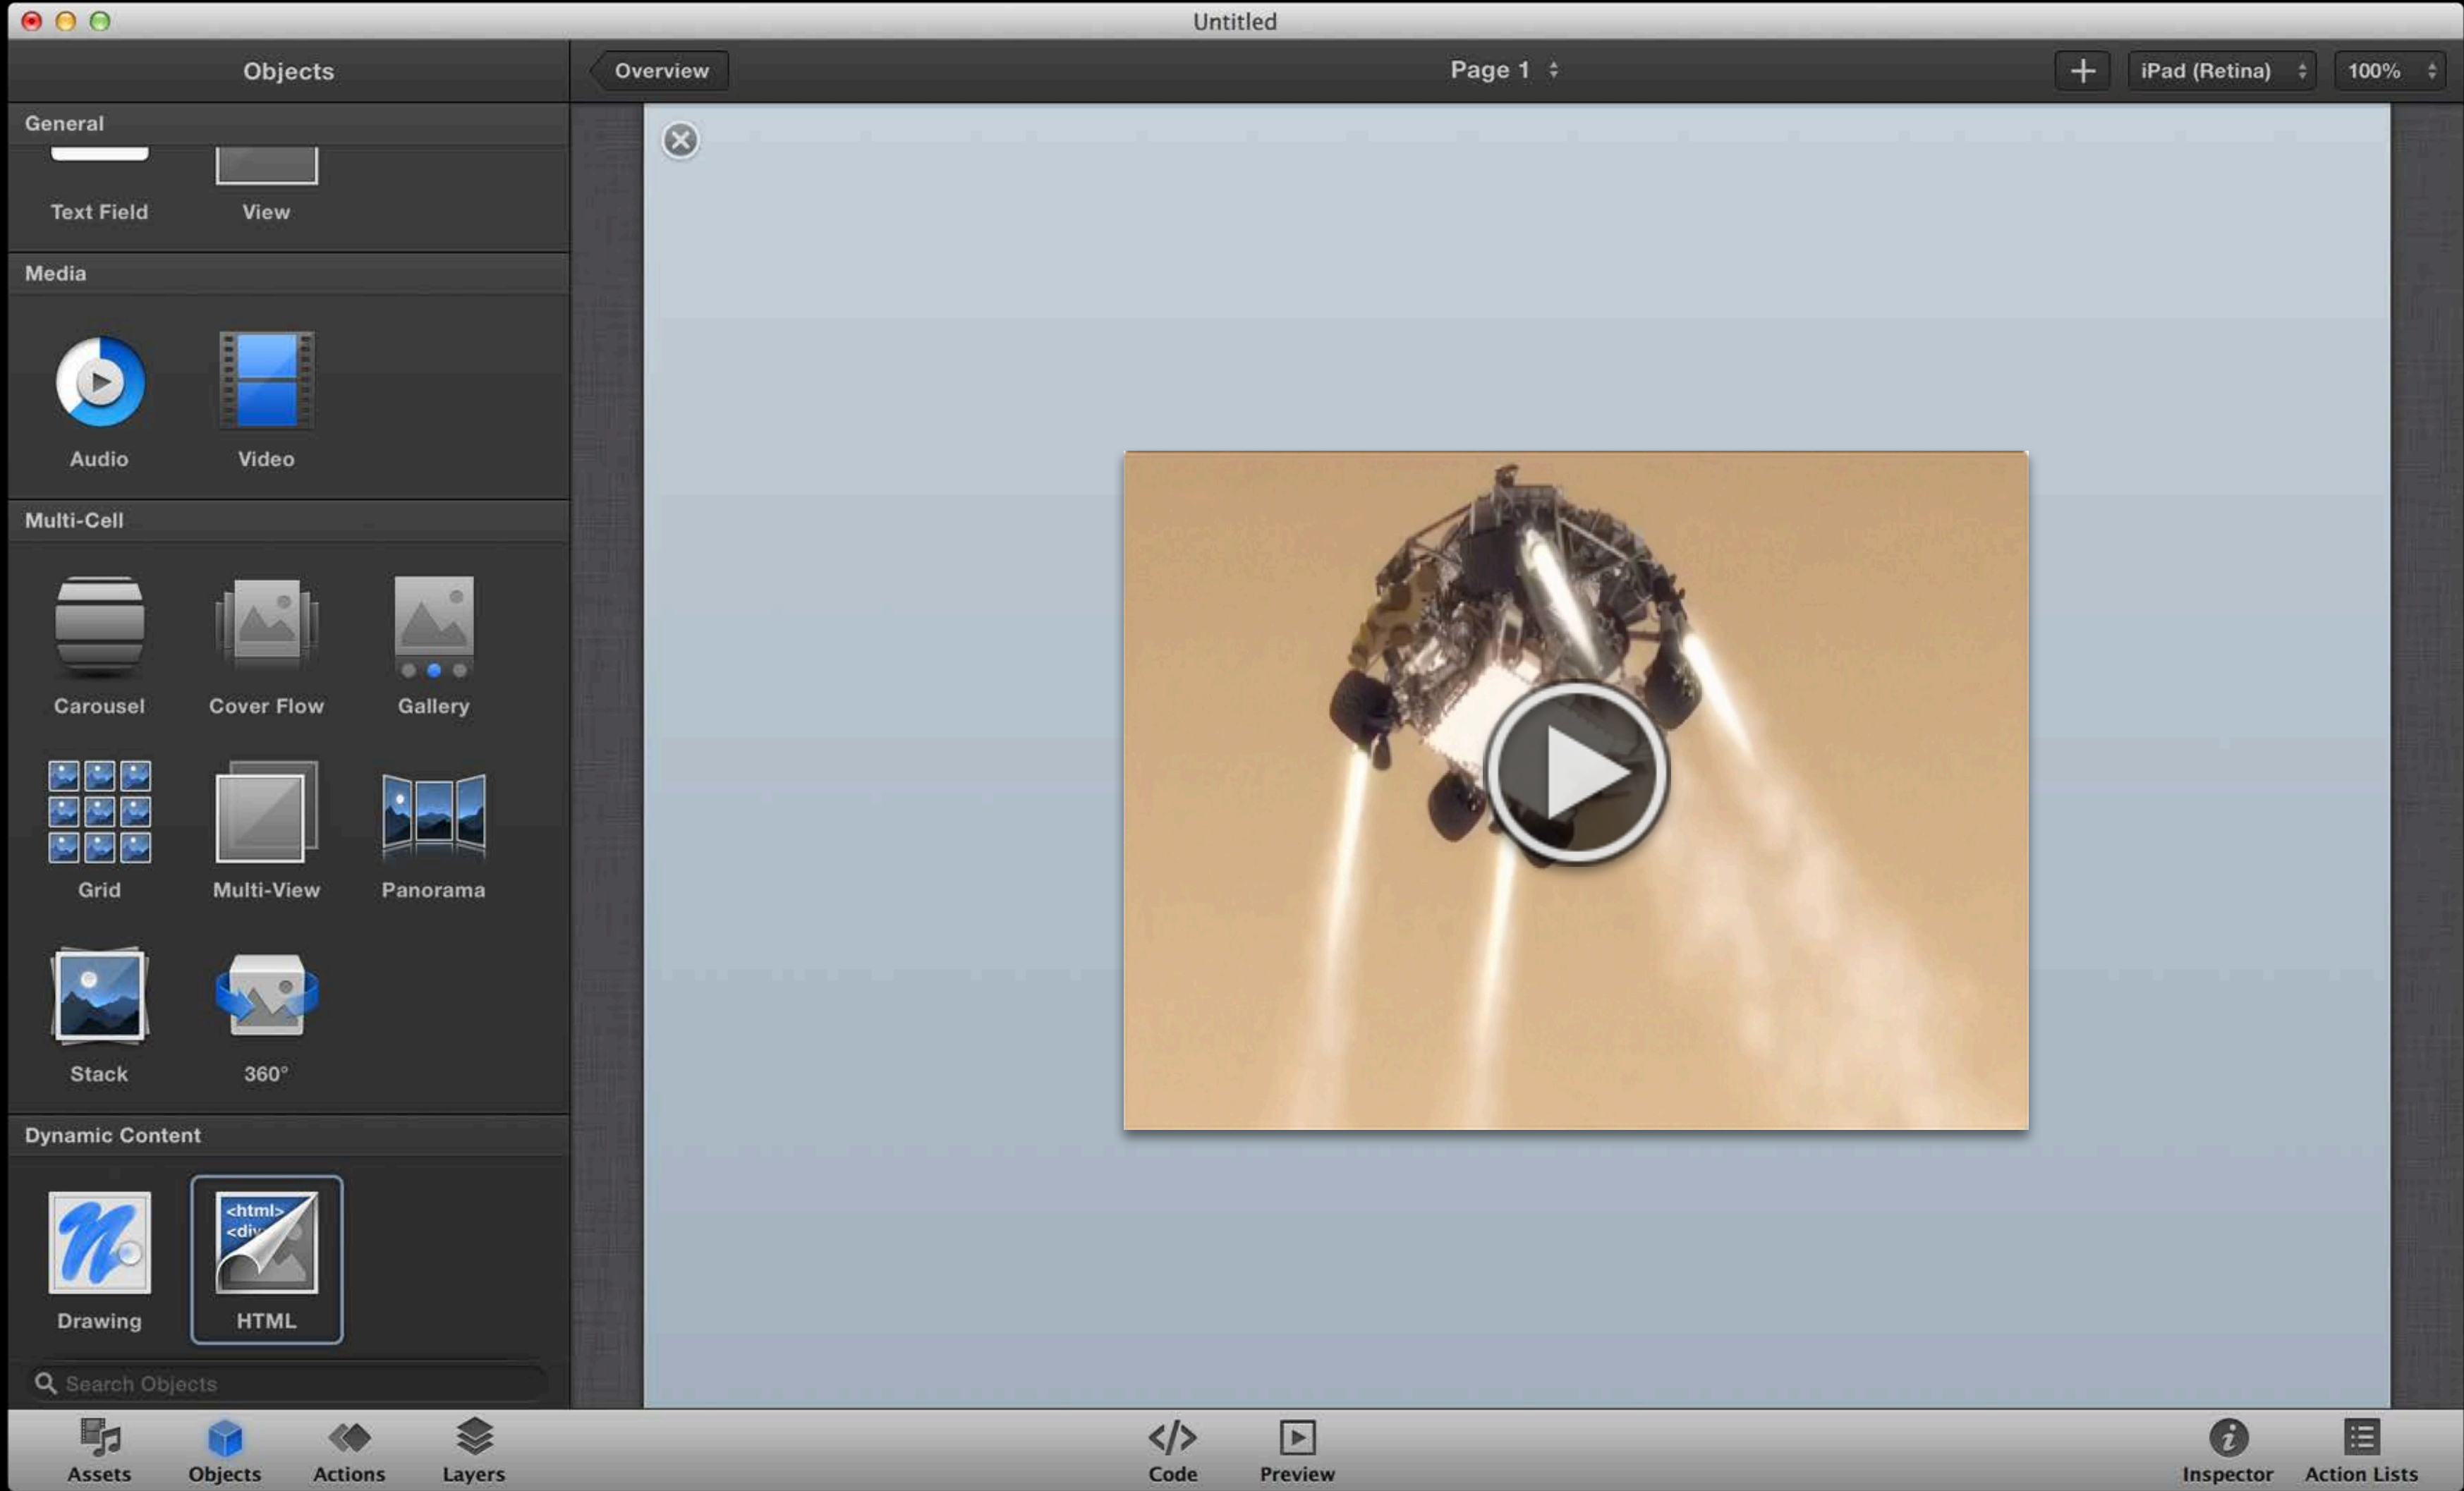 Untitled
Objects
Overview
Page 1
iPad (Retina)
100%
General
Text Field
View
Media
Audio
Video
Multi-Cell
Carousel
Cover Flow
Gallery
Grid
Multi-View
Panorama
Stack
360°
Dynamic Content
<html>
<div
Drawing
HTML
Search Objects
Assets
Objects
Actions
Layers
</>
Code
Preview
Inspector
Action Lists